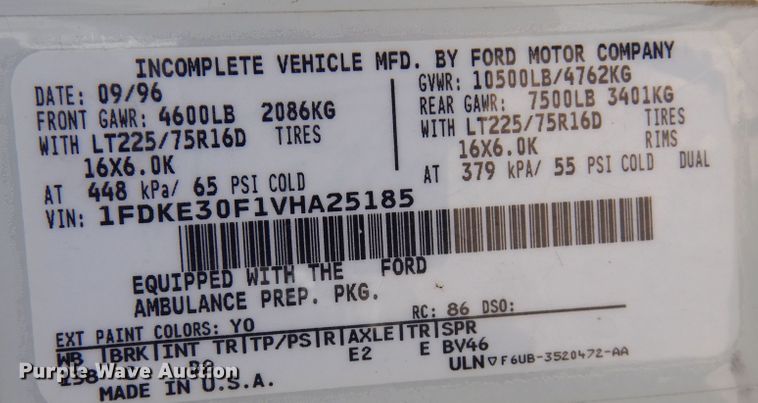 INCOMPLETE VEHICLE MFD. BY FORD MOTOR COMPANY
DATE: 09/96
FRONT GAWR: 4600LB 2086KG
WITH LT225/75R16D TIRES
16X6.0K
AT 448 kPa/ 65 PSI COLD
GVWR: 10500LB/4762KG
REAR GAWR: 7500LB 3401KG
WITH LT225/75R16D TIRES
16X6.0K RIMS
AT 379 kPa/ 55 PSI COLD DUAL
VIN: 1FDKE30F1VHA25185
EQUIPPED WITH THE FORD
AMBULANCE PREP. PKG.
RC: 86 DSO:
EXT PAINT COLORS: YO
WB |BRK|INT TR|TP/PS|R|AXLE|TR|SPR
E2 E BV46
ULN ▽F6UB-3520472-AA
MADE IN U.S.A.
Purple Wave Auction